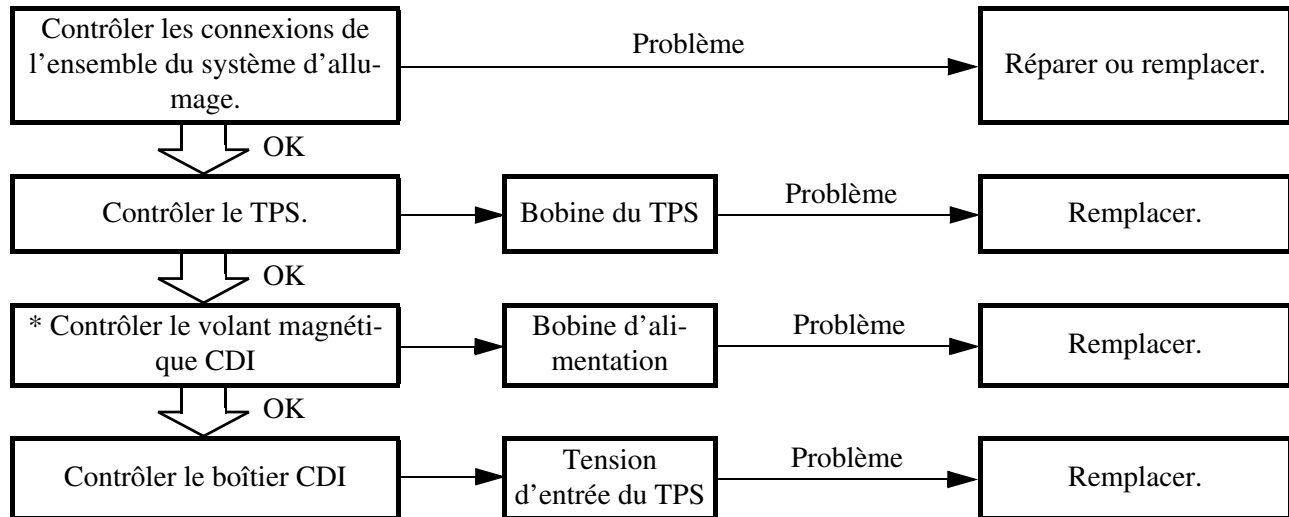 Contrôler les connexions de
l'ensemble du système d'allu-
mage.
Problème
Réparer ou remplacer.
OK
Contrôler le TPS.
Bobine du TPS
Problème
Remplacer.
OK
* Contrôler le volant magnéti-
que CDI
Bobine d'ali-
mentation
Problème
Remplacer.
OK
Contrôler le boîtier CDI
Tension
d'entrée du TPS
Problème
Remplacer.